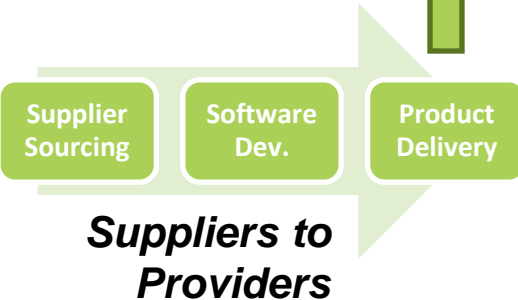 Supplier
Sourcing
Software
Dev.
Product
Delivery
Suppliers to
Providers